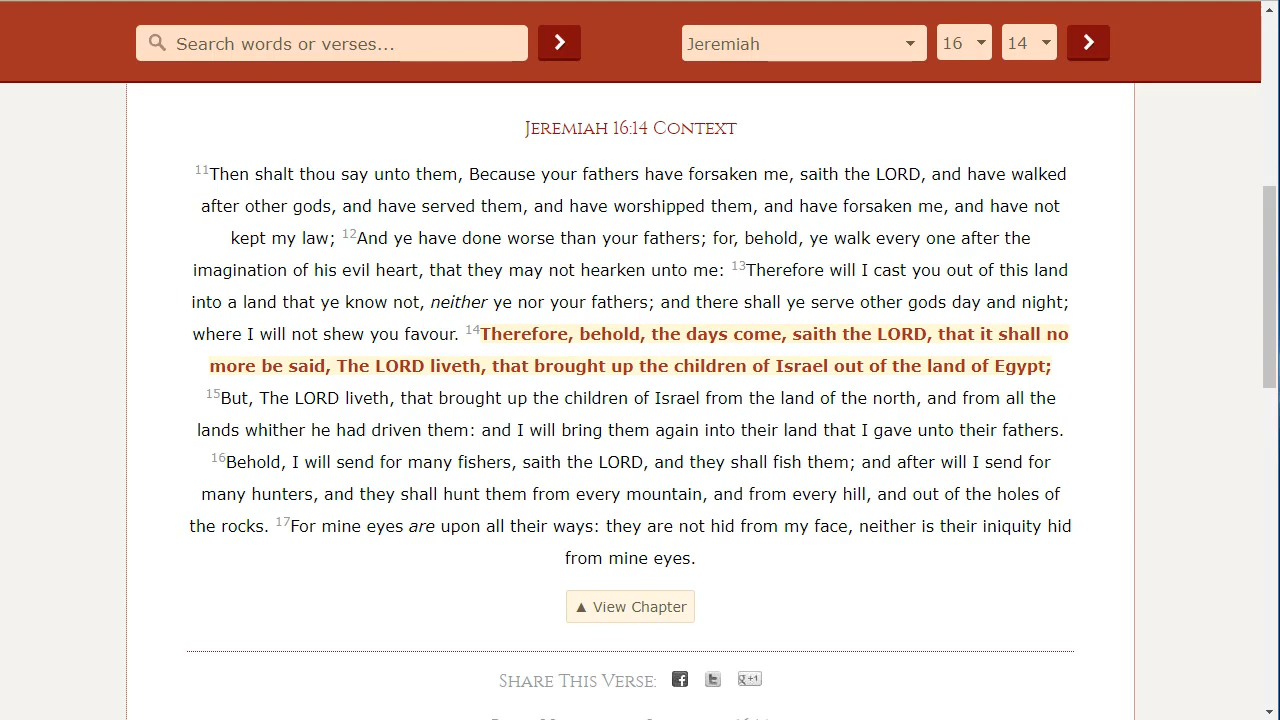 Search words or verses...
Jeremiah 16 14
Jeremiah 16:14 Context
11Then shalt thou say unto them, Because your fathers have forsaken me, saith the LORD, and have walked
after other gods, and have served them, and have worshipped them, and have forsaken me, and have not
kept my law; 12And ye have done worse than your fathers; for, behold, ye walk every one after the
imagination of his evil heart, that they may not hearken unto me: 13Therefore will I cast you out of this land
into a land that ye know not, neither ye nor your fathers; and there shall ye serve other gods day and night;
where I will not shew you favour. 14Therefore, behold, the days come, saith the LORD, that it shall no
more be said, The LORD liveth, that brought up the children of Israel out of the land of Egypt;
15But, The LORD liveth, that brought up the children of Israel from the land of the north, and from all the
lands whither he had driven them: and I will bring them again into their land that I gave unto their fathers.
16Behold, I will send for many fishers, saith the LORD, and they shall fish them; and after will I send for
many hunters, and they shall hunt them from every mountain, and from every hill, and out of the holes of
the rocks. 17For mine eyes are upon all their ways: they are not hid from my face, neither is their iniquity hid
from mine eyes.
▲ View Chapter
Share This Verse: f t g+1